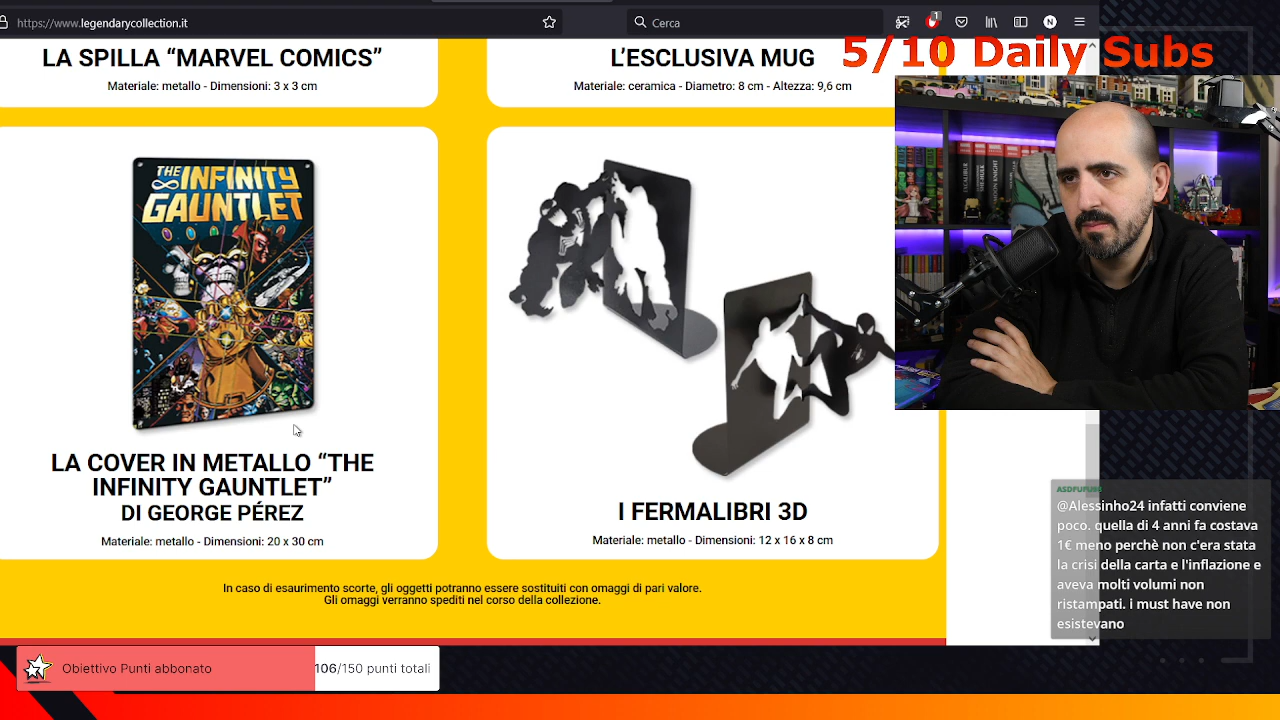 https://www.legendarycollection.it
Cerca
1
N
5/10 Daily Subs
LA SPILLA “MARVEL COMICS”
Materiale: metallo - Dimensioni: 3 x 3 cm
L’ESCLUSIVA MUG
Materiale: ceramica - Diametro: 8 cm - Altezza: 9,6 cm
THE
INFINITY
GAUNTLET
LA COVER IN METALLO “THE
INFINITY GAUNTLET”
DI GEORGE PÉREZ
Materiale: metallo - Dimensioni: 20 x 30 cm
I FERMALIBRI 3D
Materiale: metallo - Dimensioni: 12 x 16 x 8 cm
In caso di esaurimento scorte, gli oggetti potranno essere sostituiti con omaggi di pari valore.
Gli omaggi verranno spediti nel corso della collezione.
EXCALIBUR
SHE-HULK
MOON KNIGHT
@Alessinho24 infatti conviene
poco. quella di 4 anni fa costava
1€ meno perchè non c'era stata
la crisi della carta e l'inflazione e
aveva molti volumi non
ristampati. i must have non
esistevano
Obiettivo Punti abbonato
106/150 punti totali